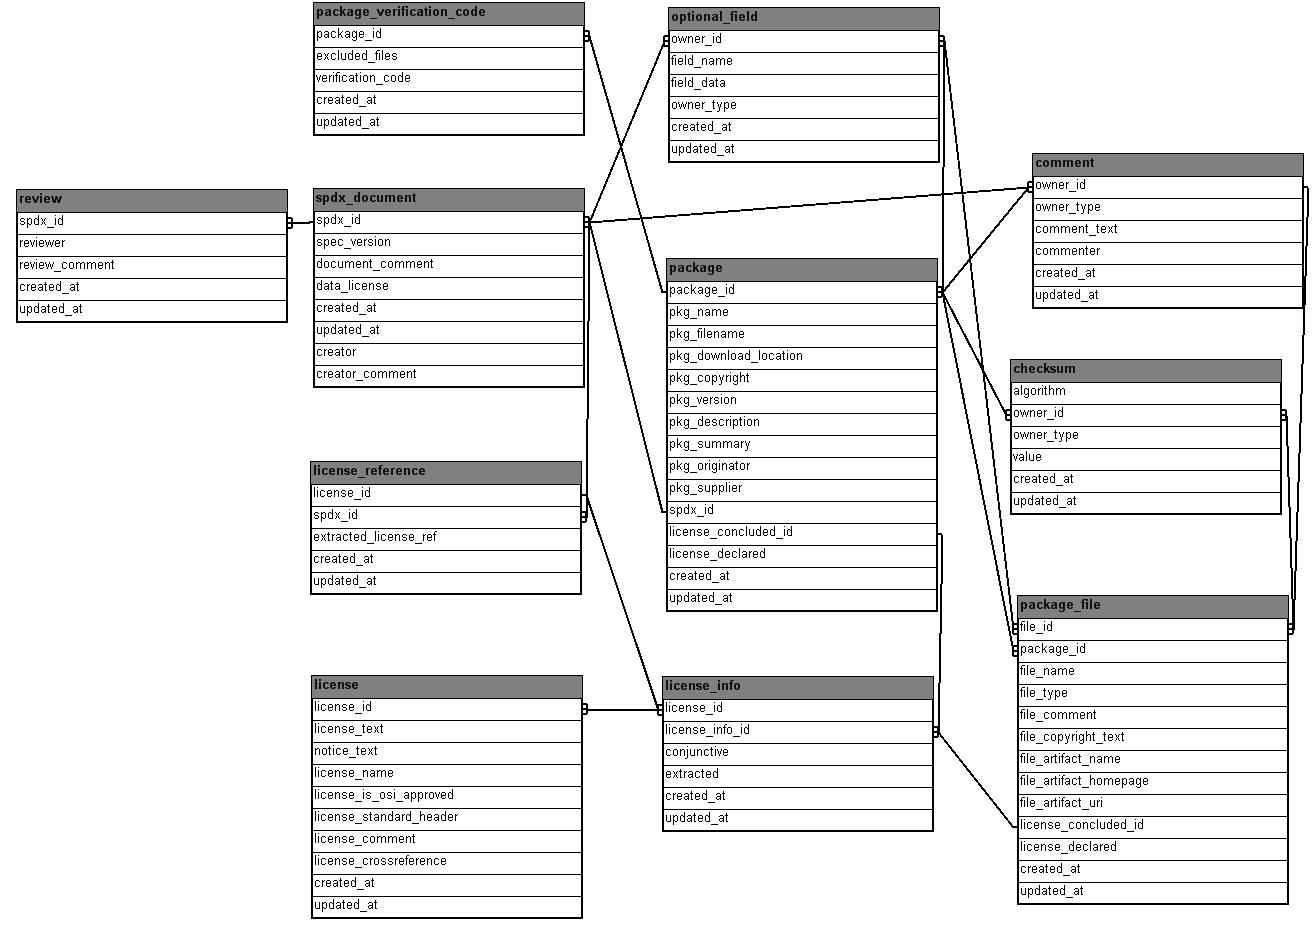 package_verification_code
package_id
excluded_files
verification_code
created_at
updated_at
optional_field
owner_id
field_name
field_data
owner_type
created_at
updated_at
comment
owner_id
owner_type
comment_text
commenter
created_at
updated_at
review
spdx_id
reviewer
review_comment
created_at
updated_at
spdx_document
spdx_id
spec_version
document_comment
data_license
created_at
updated_at
creator
creator_comment
package
package_id
pkg_name
pkg_filename
pkg_download_location
pkg_copyright
pkg_version
pkg_description
pkg_summary
pkg_originator
pkg_supplier
spdx_id
license_concluded_id
license_declared
created_at
updated_at
checksum
algorithm
owner_id
owner_type
value
created_at
updated_at
license_reference
license_id
spdx_id
extracted_license_ref
created_at
updated_at
package_file
file_id
package_id
file_name
file_type
file_comment
file_copyright_text
file_artifact_name
file_artifact_homepage
file_artifact_uri
license_concluded_id
license_declared
created_at
updated_at
license
license_id
license_text
notice_text
license_name
license_is_osi_approved
license_standard_header
license_comment
license_crossreference
created_at
updated_at
license_info
license_id
license_info_id
conjunctive
extracted
created_at
updated_at